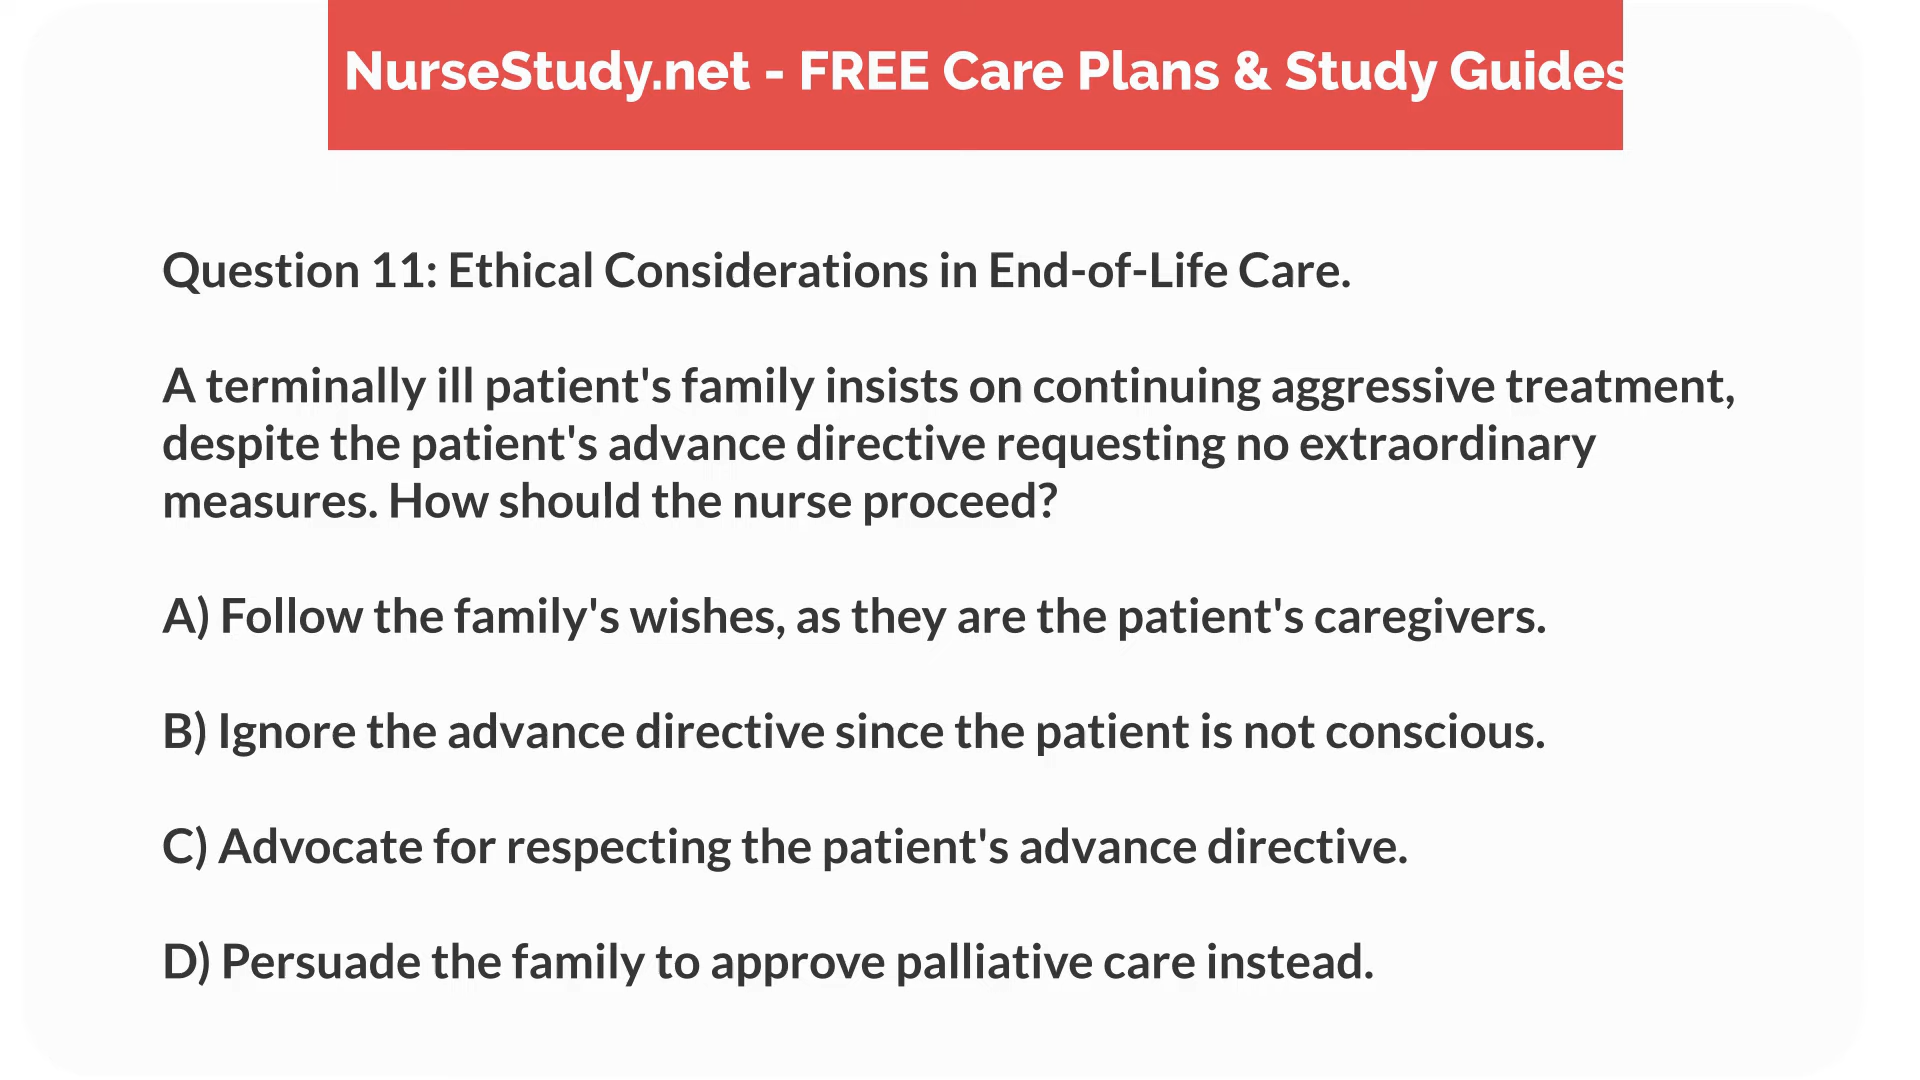 NurseStudy.net - FREE Care Plans & Study Guides
Question 11: Ethical Considerations in End-of-Life Care.
A terminally ill patient's family insists on continuing aggressive treatment,
despite the patient's advance directive requesting no extraordinary
measures. How should the nurse proceed?
A) Follow the family's wishes, as they are the patient's caregivers.
B) Ignore the advance directive since the patient is not conscious.
C) Advocate for respecting the patient's advance directive.
D) Persuade the family to approve palliative care instead.